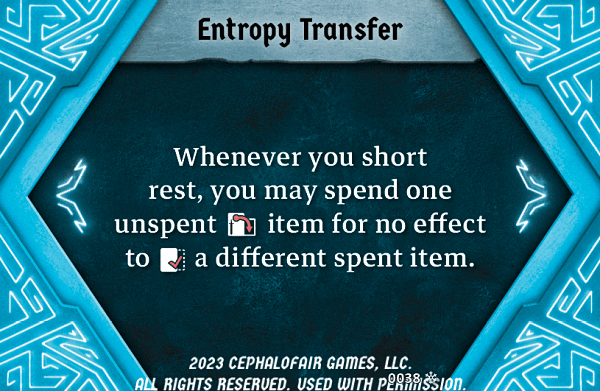 Entropy Transfer
Whenever you short
rest, you may spend one
unspent item for no effect
to a different spent item.
2023 CEPHALOFAIR GAMES, LLC.
ALL RIGHTS RESERVED. USED WITH PERMISSION.
0038